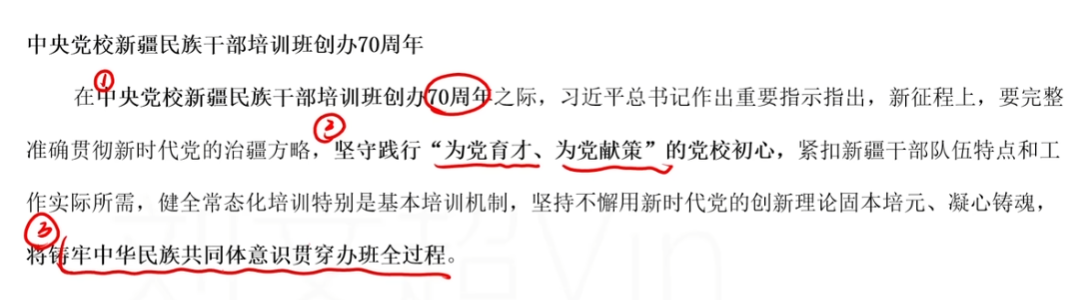 中央党校新疆民族干部培训班创办70周年
①
在中央党校新疆民族干部培训班创办70周年之际，习近平总书记作出重要指示指出，新征程上，要完整
②
准确贯彻新时代党的治疆方略，坚守践行“为党育才、为党献策”的党校初心，紧扣新疆干部队伍特点和工
作实际所需，健全常态化培训特别是基本培训机制，坚持不懈用新时代党的创新理论固本培元、凝心铸魂，
③
将铸牢中华民族共同体意识贯穿办班全过程。